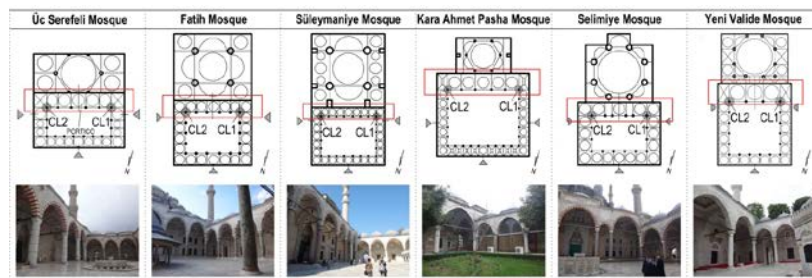 Üc Serefeli Mosque
Fatih Mosque
Süleymaniye Mosque
Kara Ahmet Pasha Mosque
Selimiye Mosque
Yeni Valide Mosque
CL2 CL1
PORTICO
N
CL2 CL1
N
CL2 CL1
N
CL2 CL1
N
CL2 CL1
N
CL2 CL1
N